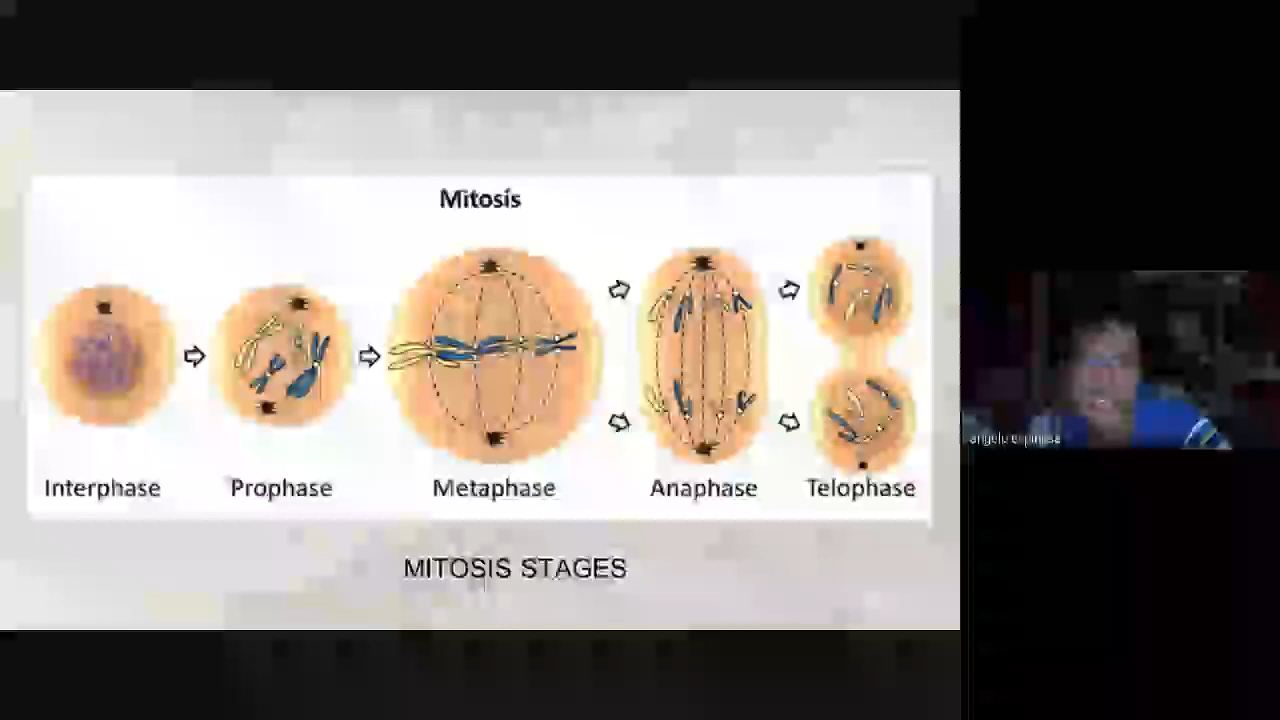 Mitosis
Interphase
Prophase
Metaphase
Anaphase
Telophase
MITOSIS STAGES